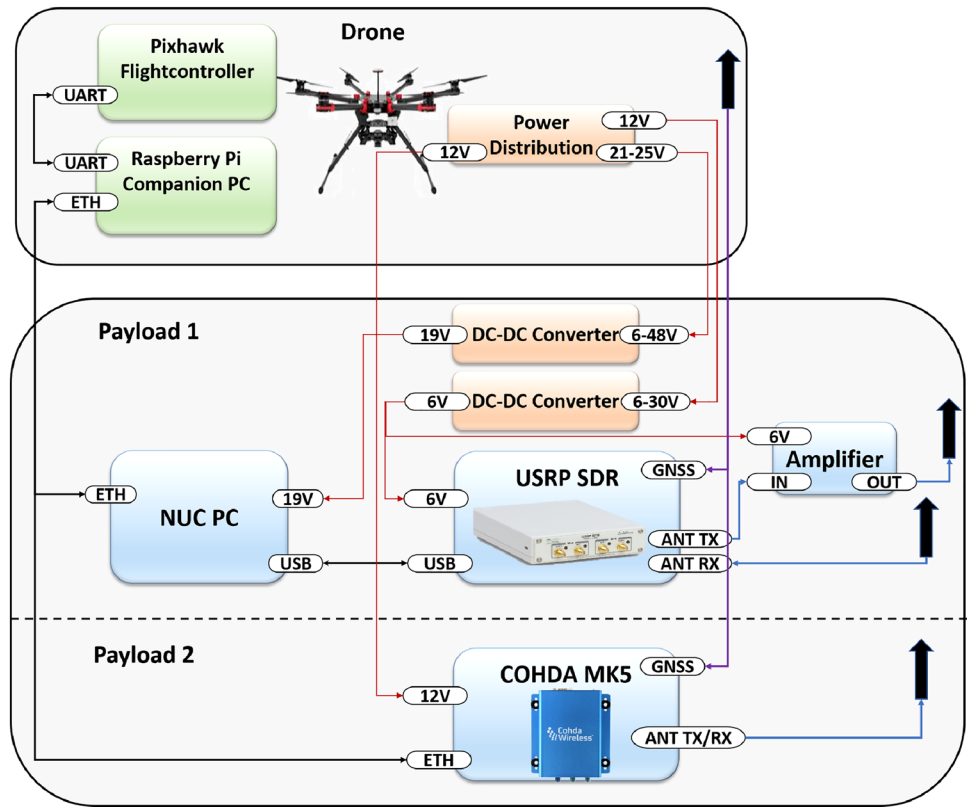 Drone
Pixhawk
Flightcontroller
UART
Power
Distribution
12V
12V
21-25V
UART
Raspberry Pi
Companion PC
ETH
Payload 1
19V
DC-DC Converter
6-48V
6V
DC-DC Converter
6-30V
6V
Amplifier
IN
OUT
ETH
NUC PC
19V
USB
USRP SDR
GNSS
6V
ANT TX
USB
ANT RX
Payload 2
COHDA MK5
GNSS
12V
Cohda
Wireless
ANT TX/RX
ETH